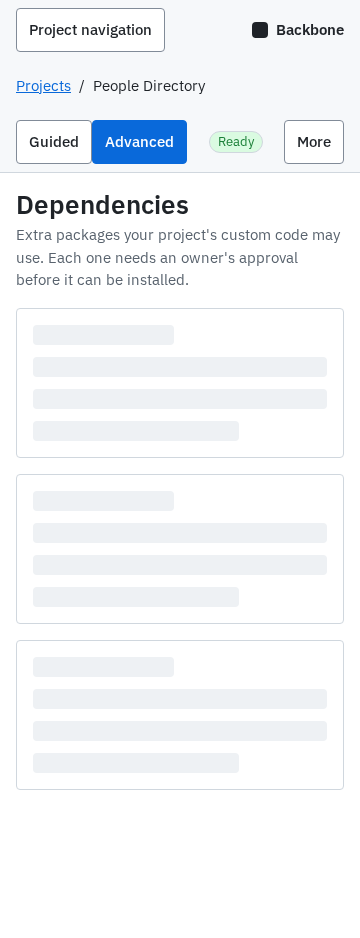 Project navigation
Backbone
Projects / People Directory
Guided
Advanced
Ready
More
Dependencies
Extra packages your project's custom code may
use. Each one needs an owner's approval
before it can be installed.